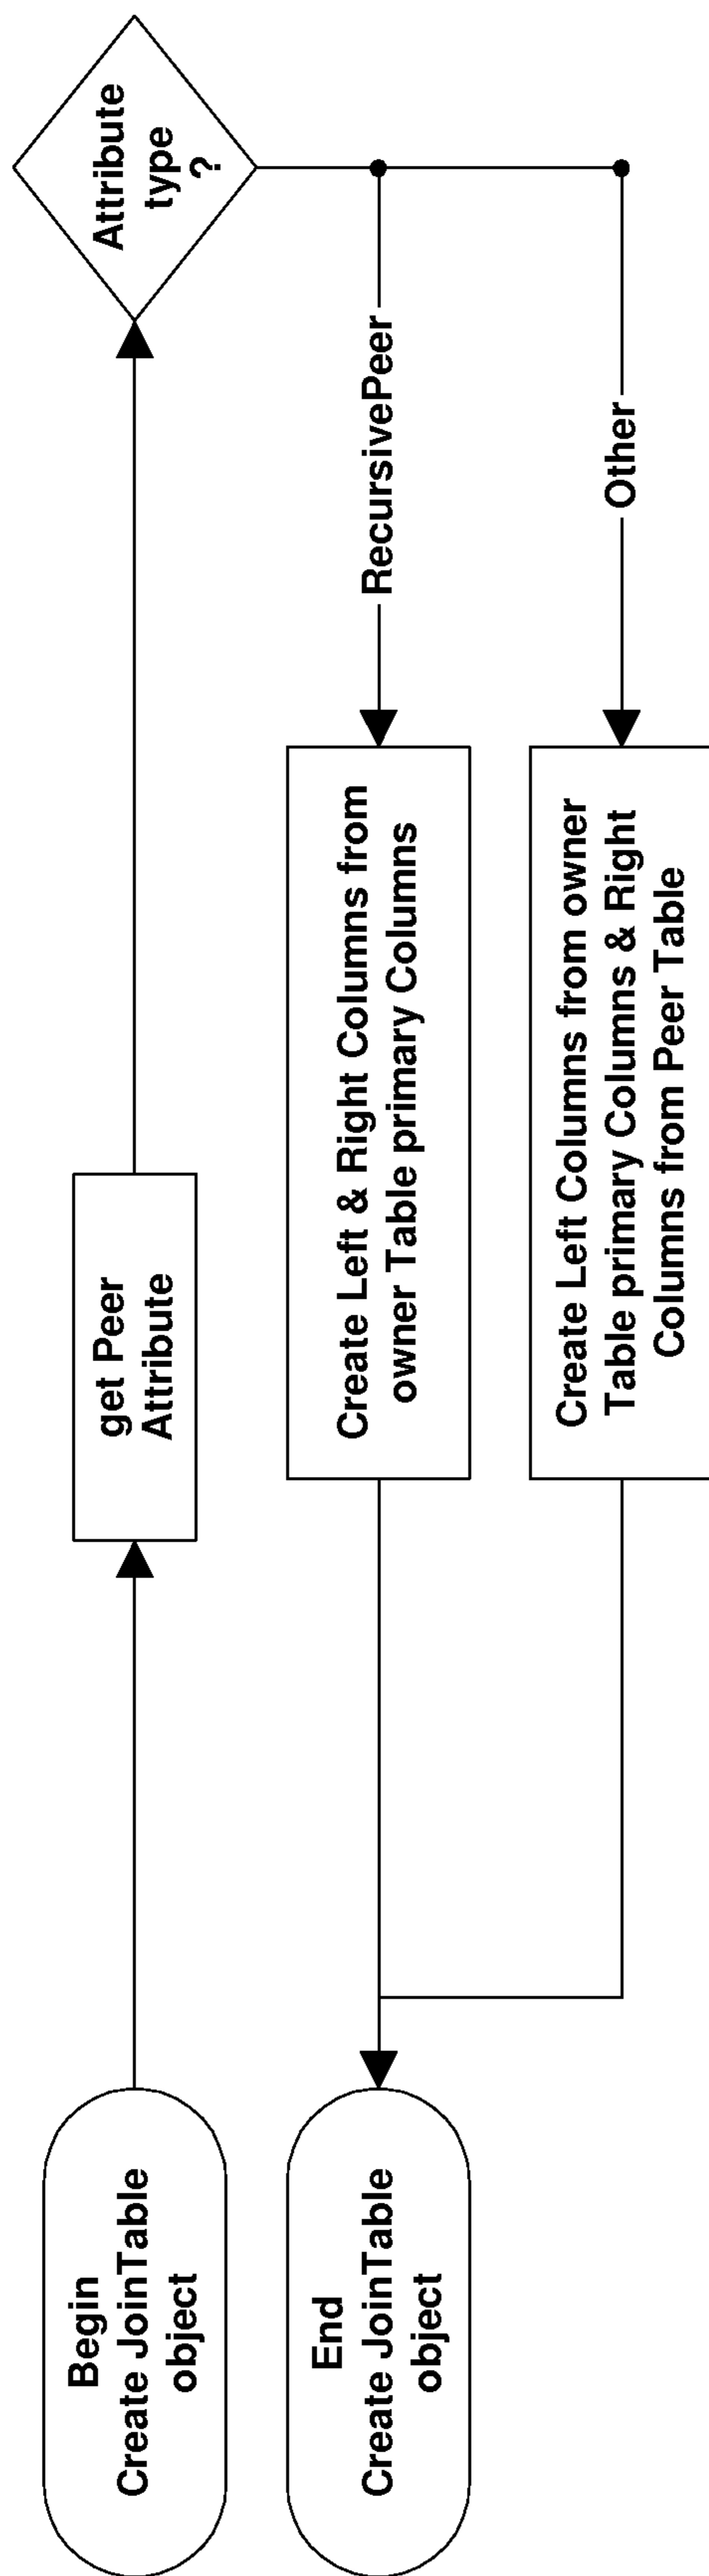 Begin
Create JoinTable
object
get Peer
Attribute
Attribute
type
?
RecursivePeer
Create Left & Right Columns from
owner Table primary Columns
Other
Create Left Columns from owner
Table primary Columns & Right
Columns from Peer Table
End
Create JoinTable
object